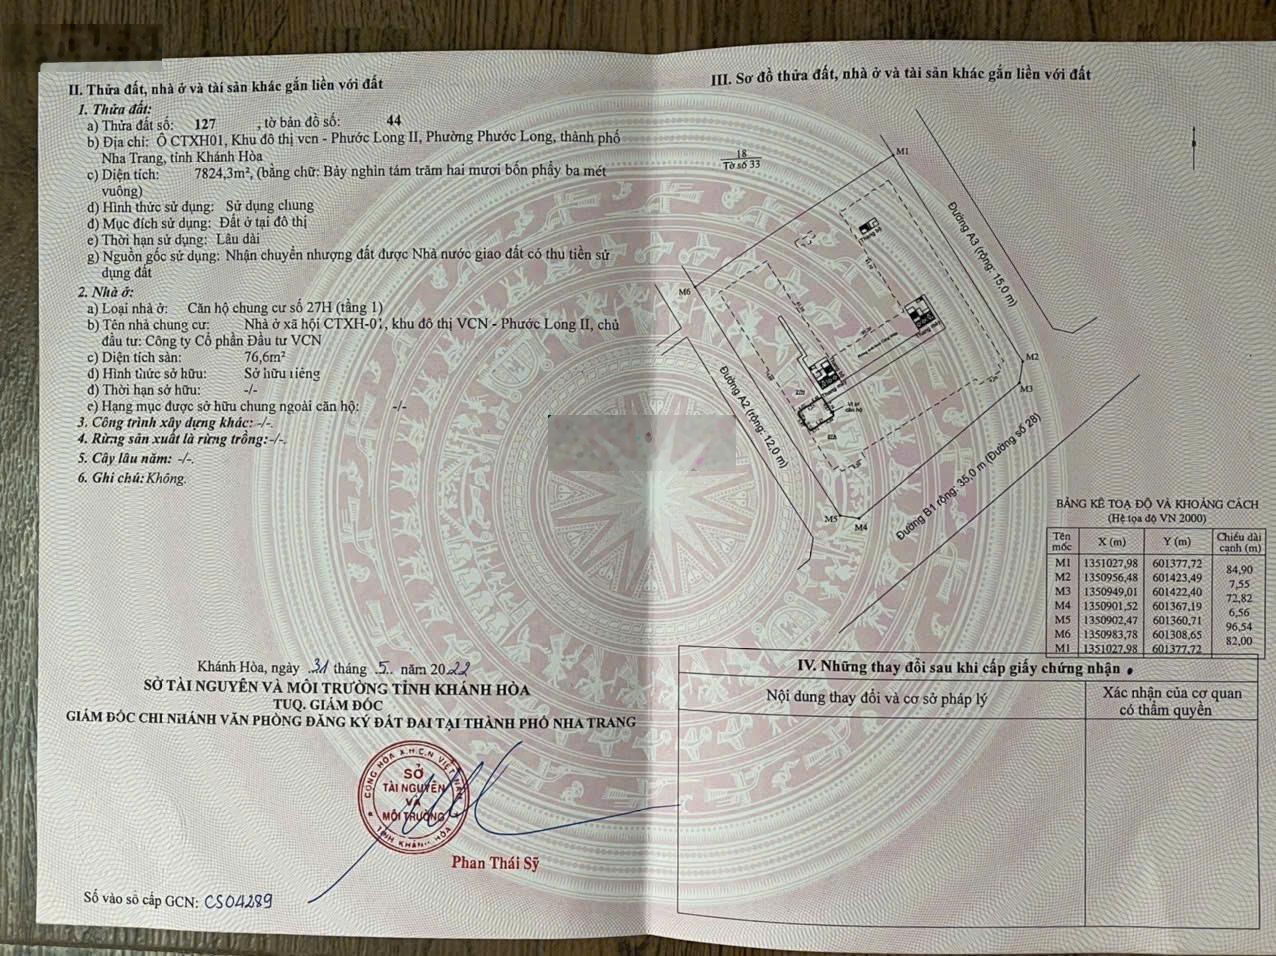 II. Thửa đất, nhà ở và tài sản khác gắn liền với đất
1. Thửa đất:
a) Thửa đất số: 127 , tờ bản đồ số: 44
b) Địa chỉ: Ô CTXH01, Khu đô thị vcn - Phước Long II, Phường Phước Long, thành phố
Nha Trang, tỉnh Khánh Hòa
c) Diện tích: 7824,3m², (bằng chữ: Bảy nghìn tám trăm hai mươi bốn phẩy ba mét
vuông)
d) Hình thức sử dụng: Sử dụng chung
đ) Mục đích sử dụng: Đất ở tại đô thị
e) Thời hạn sử dụng: Lâu dài
g) Nguồn gốc sử dụng: Nhận chuyển nhượng đất được Nhà nước giao đất có thu tiền sử
dụng đất
2. Nhà ở:
a) Loại nhà ở: Căn hộ chung cư số 27H (tầng 1)
b) Tên nhà chung cư: Nhà ở xã hội CTXH-01, khu đô thị VCN - Phước Long II, chủ
đầu tư: Công ty Cổ phần Đầu tư VCN
c) Diện tích sàn: 76,6m²
d) Hình thức sở hữu: Sở hữu riêng
đ) Thời hạn sở hữu: -/-
e) Hạng mục được sở hữu chung ngoài căn hộ: -/-
3. Công trình xây dựng khác: -/-.
4. Rừng sản xuất là rừng trồng:-/-.
5. Cây lâu năm: -/-.
6. Ghi chú: Không.
Khánh Hòa, ngày 31 tháng 5 năm 2022
SỞ TÀI NGUYÊN VÀ MÔI TRƯỜNG TỈNH KHÁNH HÒA
TUQ. GIÁM ĐỐC
GIÁM ĐỐC CHI NHÁNH VĂN PHÒNG ĐĂNG KÝ ĐẤT ĐAI TẠI THÀNH PHỐ NHA TRANG
CỘNG HÒA X.H.C.N VIỆT NAM
SỞ
TÀI NGUYÊN
VÀ
MÔI TRƯỜNG
TỈNH KHÁNH HÒA
Phan Thái Sỹ
Số vào sổ cấp GCN: CS04289
III. Sơ đồ thửa đất, nhà ở và tài sản khác gắn liền với đất
18
Tờ số 33
M1
Đường A3 (rộng: 15,0 m)
M6
Thang bộ
Thang máy
M2
M3
Đường A2 (rộng: 12,0 m)
Thang máy
Vị trí
căn hộ
M5
M4
Đường B1 rộng: 35,0 m (Đường số 28)
BẢNG KÊ TOẠ ĐỘ VÀ KHOẢNG CÁCH
(Hệ tọa độ VN 2000)
Tên mốc X (m) Y (m) Chiều dài cạnh (m)
M1 1351027,98 601377,72
84,90
M2 1350956,48 601423,49
7,55
M3 1350949,01 601422,40
72,82
M4 1350901,52 601367,19
6,56
M5 1350902,47 601360,71
96,54
M6 1350983,78 601308,65
82,00
M1 1351027,98 601377,72
IV. Những thay đổi sau khi cấp giấy chứng nhận
Nội dung thay đổi và cơ sở pháp lý
Xác nhận của cơ quan
có thẩm quyền